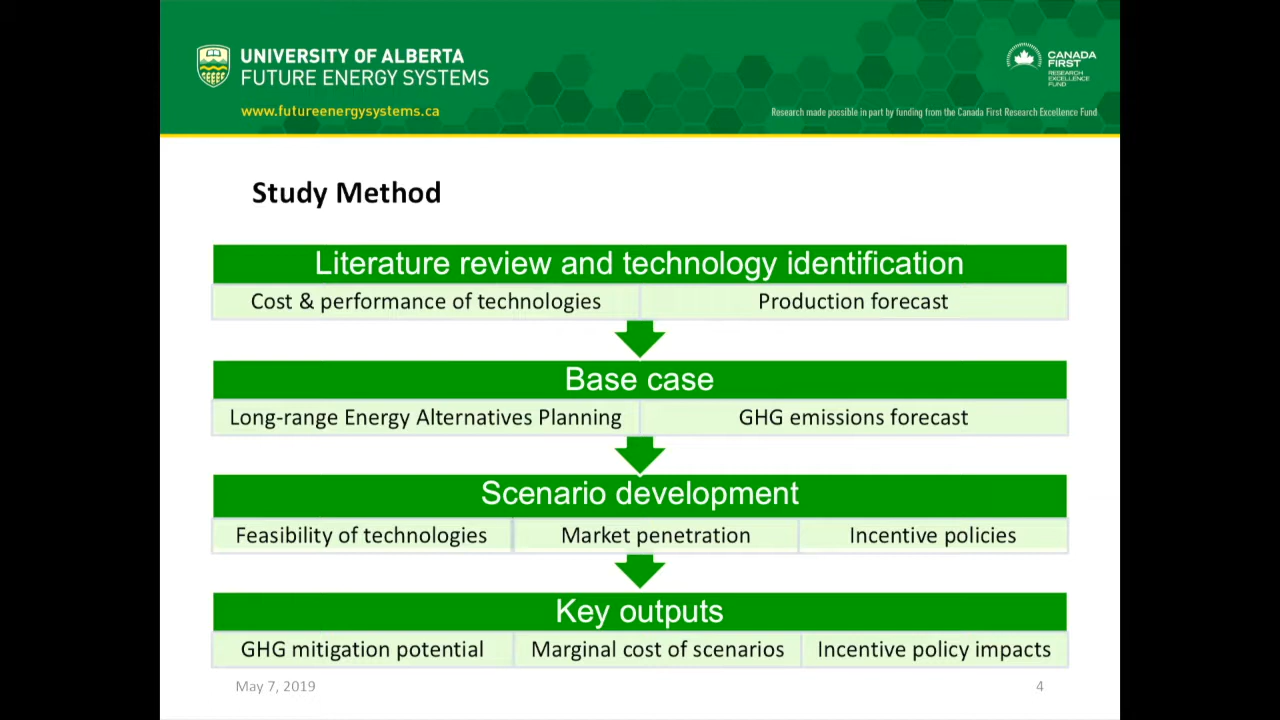 UNIVERSITY OF ALBERTA
FUTURE ENERGY SYSTEMS
www.futureenergysystems.ca
CANADA
FIRST
RESEARCH
EXCELLENCE
FUND
Research made possible in part by funding from the Canada First Research Excellence Fund
Study Method
Literature review and technology identification
Cost & performance of technologies
Production forecast
Base case
Long-range Energy Alternatives Planning
GHG emissions forecast
Scenario development
Feasibility of technologies
Market penetration
Incentive policies
Key outputs
GHG mitigation potential
Marginal cost of scenarios
Incentive policy impacts
May 7, 2019
4